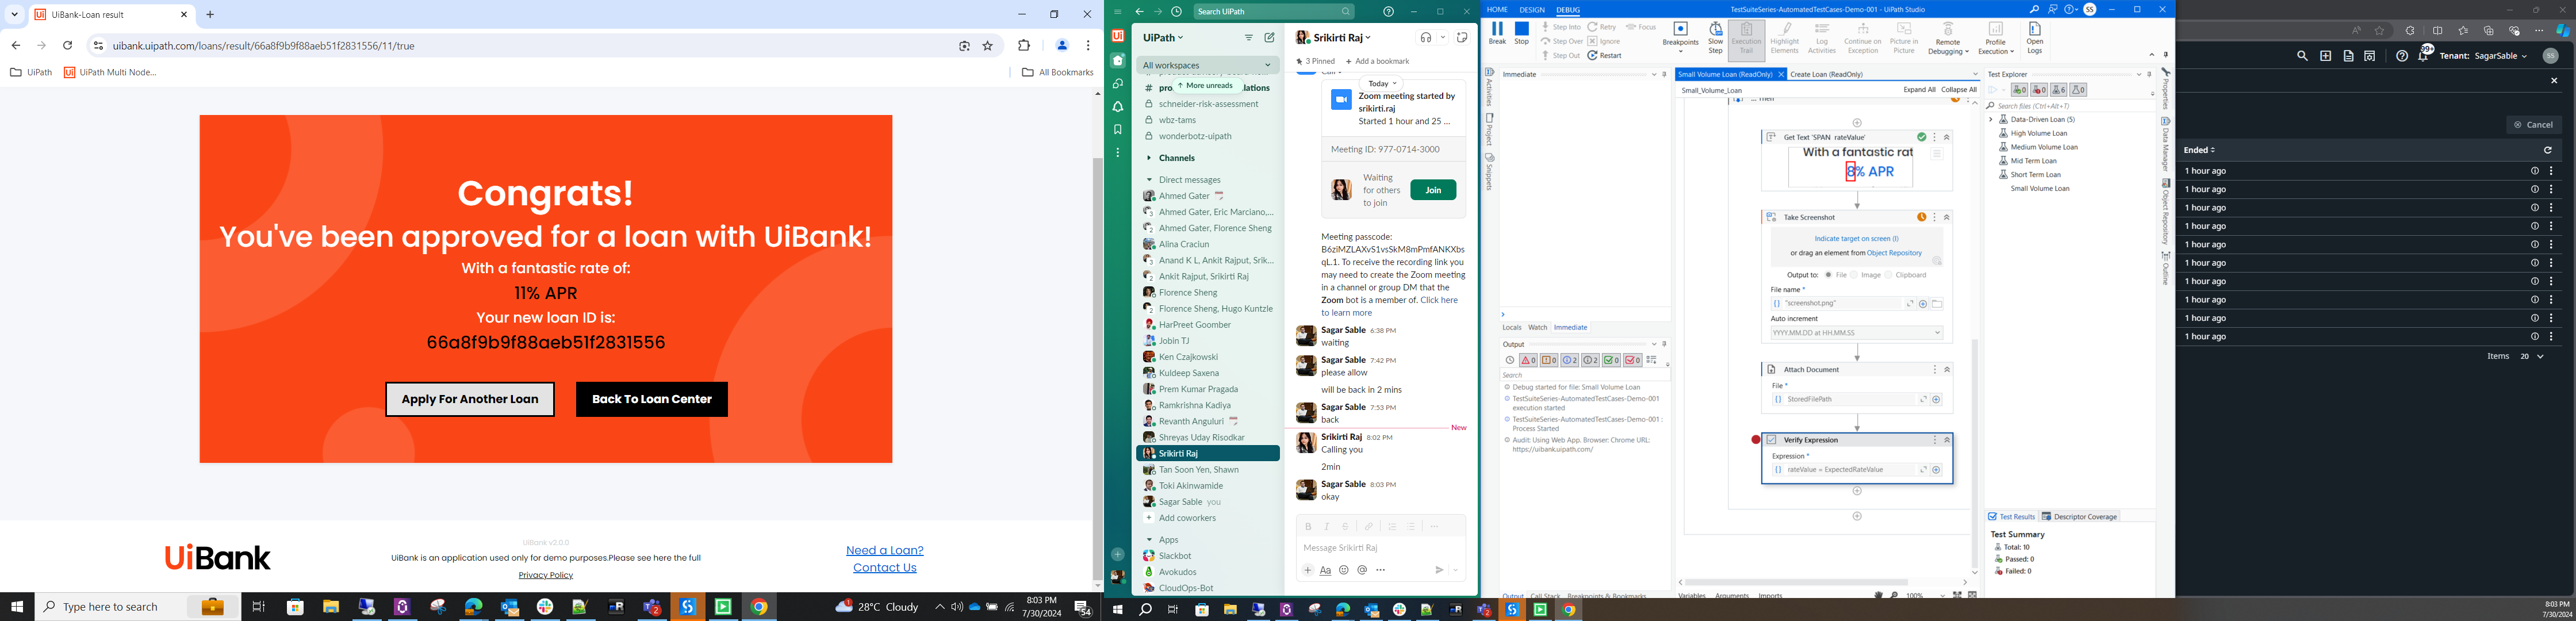 UiBank-Loan result
uibank.uipath.com/loans/result/66a8f9b9f88aeb51f2831556/11/true
UiPath
UiPath Multi Node...
All Bookmarks
Congrats!
You've been approved for a loan with UiBank!
With a fantastic rate of:
11% APR
Your new loan ID is:
66a8f9b9f88aeb51f2831556
Apply For Another Loan
Back To Loan Center
UiBank
UiBank v2.0.0
UiBank is an application used only for demo purposes.Please see here the full
Privacy Policy
Need a Loan?
Contact Us
Type here to search
28°C Cloudy
8:03 PM
7/30/2024
54
Search UiPath
UiPath
All workspaces
More unreads
schneider-risk-assessment
wbz-tams
wonderbotz-uipath
Channels
Direct messages
Ahmed Gater
Ahmed Gater, Eric Marciano,...
Ahmed Gater, Florence Sheng
Alina Craciun
Anand K L, Ankit Rajput, Srik...
Ankit Rajput, Srikirti Raj
Florence Sheng
Florence Sheng, Hugo Kuntzle
HarPreet Goomber
Jobin TJ
Ken Czajkowski
Kuldeep Saxena
Prem Kumar Pragada
Ramkrishna Kadiya
Revanth Anguluri
Shreyas Uday Risodkar
Srikirti Raj
Tan Soon Yen, Shawn
Toki Akinwamide
Sagar Sable you
Add coworkers
Apps
Slackbot
Avokudos
CloudOps-Bot
Srikirti Raj
3 Pinned
Add a bookmark
Today
Zoom meeting started by
srikirti.raj
Started 1 hour and 25 ...
Meeting ID: 977-0714-3000
Waiting
for others
to join
Join
Meeting passcode:
qL.1. To receive the recording link you
may need to create the Zoom meeting
in a channel or group DM that the
Zoom bot is a member of. Click here
to learn more
Sagar Sable 6:38 PM
waiting
Sagar Sable 7:42 PM
please allow
will be back in 2 mins
Sagar Sable 7:53 PM
back
New
Srikirti Raj 8:02 PM
Calling you
2min
Sagar Sable 8:03 PM
okay
Message Srikirti Raj
HOME DESIGN DEBUG
TestSuiteSeries-AutomatedTestCases-Demo-001 - UiPath Studio
SS
Break
Stop
Step Into
Step Over
Step Out
Retry
Ignore
Restart
Focus
Breakpoints
Slow
Step
Execution
Trail
Highlight
Elements
Log
Activities
Continue on
Exception
Picture in
Picture
Remote
Debugging
Profile
Execution
Open
Logs
Activities
Project
Snippets
Immediate
Locals Watch Immediate
Output
0 0 2 2 0 0
Search
Debug started for file: Small Volume Loan
TestSuiteSeries-AutomatedTestCases-Demo-001
execution started
TestSuiteSeries-AutomatedTestCases-Demo-001 :
Process Started
Audit: Using Web App. Browser: Chrome URL:
https://uibank.uipath.com/
Output Call Stack Breakpoints & Bookmarks
Small Volume Loan (ReadOnly)
Create Loan (ReadOnly)
Small_Volume_Loan
Expand All Collapse All
Get Text 'SPAN rateValue'
With a fantastic rat
8% APR
Take Screenshot
Indicate target on screen (I)
or drag an element from Object Repository
Output to: File Image Clipboard
File name *
"screenshot.png"
Auto increment
YYYY.MM.DD at HH.MM.SS
Attach Document
File *
StoredFilePath
Verify Expression
Expression *
rateValue = ExpectedRateValue
Variables Arguments Imports
100%
Test Explorer
0 0 6 0
Search files (Ctrl+Alt+T)
Data-Driven Loan (5)
High Volume Loan
Medium Volume Loan
Mid Term Loan
Short Term Loan
Small Volume Loan
Test Results Descriptor Coverage
Test Summary
Total: 10
Passed: 0
Failed: 0
Properties
Data Manager
Object Repository
Outline
99+
Tenant: SagarSable
SS
Cancel
Ended
1 hour ago
1 hour ago
1 hour ago
1 hour ago
1 hour ago
1 hour ago
1 hour ago
1 hour ago
1 hour ago
1 hour ago
Items 20
8:03 PM
7/30/2024